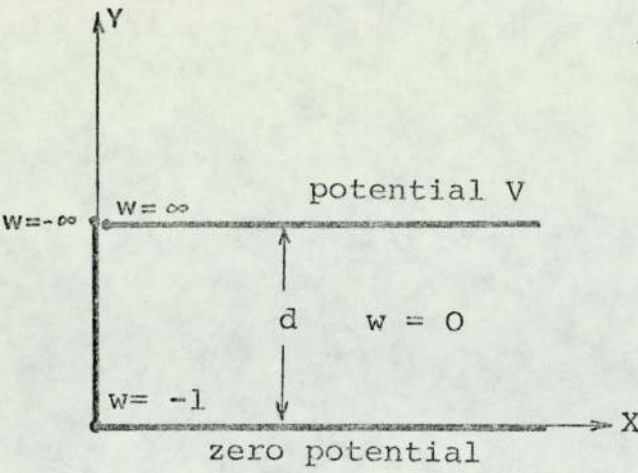 Y
potential V
w=-∞
w=∞
d
w = 0
w= -1
X
zero potential